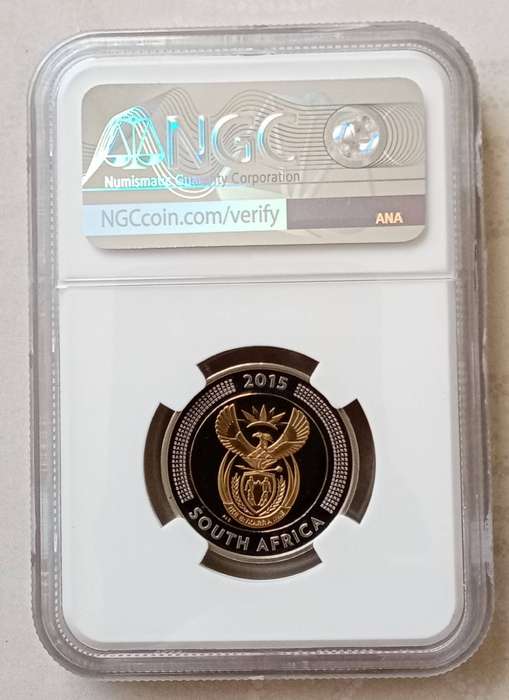 NGC
Numismatic Guaranty Corporation
NGCcoin.com/verify
ANA
2015
SOUTH AFRICA